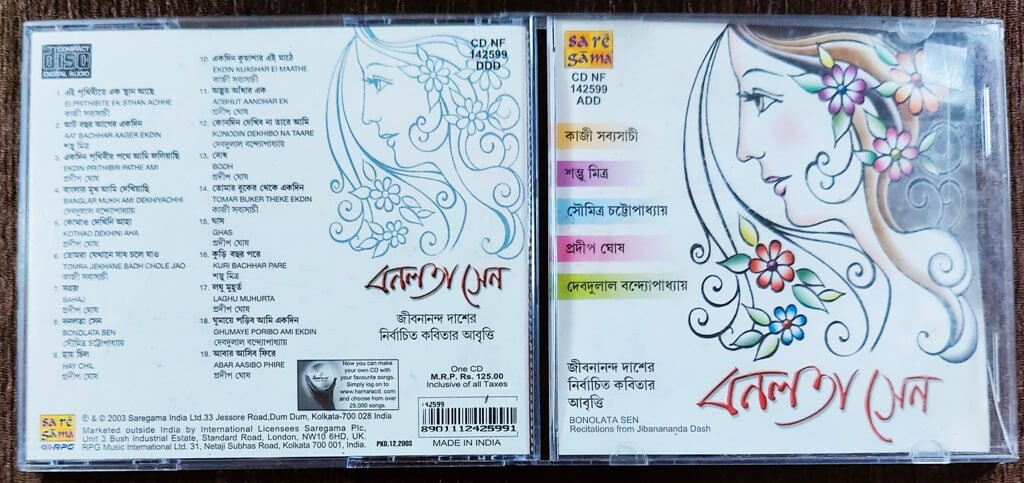 COMPACT
disc
DIGITAL AUDIO
১ এই পৃথিবীতে এক স্থান আছে
EI PRITHIBITE EK STHAN ACHHE
কাজী সব্যসাচী
২ আট বছর আগের একদিন
AAT BACHHAR AAGER EKDIN
শম্ভু মিত্র
৩ একদিন পৃথিবীর পথে আমি ফলিয়াছি
EKDIN PRITHIBIR PATHE AMI
প্রদীপ ঘোষ
৪ বাংলার মুখ আমি দেখিয়াছি
BANGLAR MUKH AMI DEKHIYACHHI
দেবদুলাল বন্দ্যোপাধ্যায়
৫ কোথাও দেখিনি আহা
KOTHAO DEKHINI AHA
প্রদীপ ঘোষ
৬ তোমরা যেখানে সাধ চলে যাও
TOMRA JEKHANE SADH CHOLE JAO
কাজী সব্যসাচী
৭ সহজ
SAHAJ
প্রদীপ ঘোষ
৮ বনলতা সেন
BONOLATA SEN
সৌমিত্র চট্টোপাধ্যায়
৯ হায় চিল
HAY CHIL
প্রদীপ ঘোষ
১০ একদিন কুয়াশার এই মাঠে
EKDIN KUASHAR EI MAATHE
কাজী সব্যসাচী
১১ অদ্ভুত আঁধার এক
ADBHUT AANDHAR EK
প্রদীপ ঘোষ
১২ কোনদিন দেখিব না তারে আমি
KONODIN DEKHIBO NA TAARE
দেবদুলাল বন্দ্যোপাধ্যায়
১৩ বোধ
BODH
প্রদীপ ঘোষ
১৪ তোমার বুকের থেকে একদিন
TOMAR BUKER THEKE EKDIN
কাজী সব্যসাচী
১৫ ঘাস
GHAS
প্রদীপ ঘোষ
১৬ কুড়ি বছর পরে
KURI BACHHAR PARE
শম্ভু মিত্র
১৭ লঘু মুহূর্ত
LAGHU MUHURTA
প্রদীপ ঘোষ
১৮ ঘুমায়ে পড়িব আমি একদিন
GHUMAYE PORIBO AMI EKDIN
দেবদুলাল বন্দ্যোপাধ্যায়
১৯ আবার আসিব ফিরে
ABAR AASIBO PHIRE
প্রদীপ ঘোষ
CD NF
142599
DDD
বনলতা সেন
জীবনানন্দ দাশের
নির্বাচিত কবিতার আবৃত্তি
Now you can make
your own CD with
your favourite songs.
Simply log on to
www.hamaracd.com
and choose from over
25,000 songs.
One CD
M.R.P. Rs. 125.00
Inclusive of all Taxes
142599
8901112425991
MADE IN INDIA
sa rē
gāmā
RPG
℗ & © 2003 Saregama India Ltd.33 Jessore Road,Dum Dum, Kolkata-700 028 India
Marketed outside India by International Licensees Saregama Plc,
Unit 3 Bush Industrial Estate, Standard Road, London, NW10 6HD, UK.
RPG Music International Ltd. 31, Netaji Subhas Road, Kolkata 700 001, India.
PKD.12.2003
sa rē
gāmā
CD NF
142599
ADD
কাজী সব্যসাচী
শম্ভু মিত্র
সৌমিত্র চট্টোপাধ্যায়
প্রদীপ ঘোষ
দেবদুলাল বন্দ্যোপাধ্যায়
জীবনানন্দ দাশের
নির্বাচিত কবিতার
আবৃত্তি
BONOLATA SEN
Recitations from Jibanananda Dash
বনলতা সেন